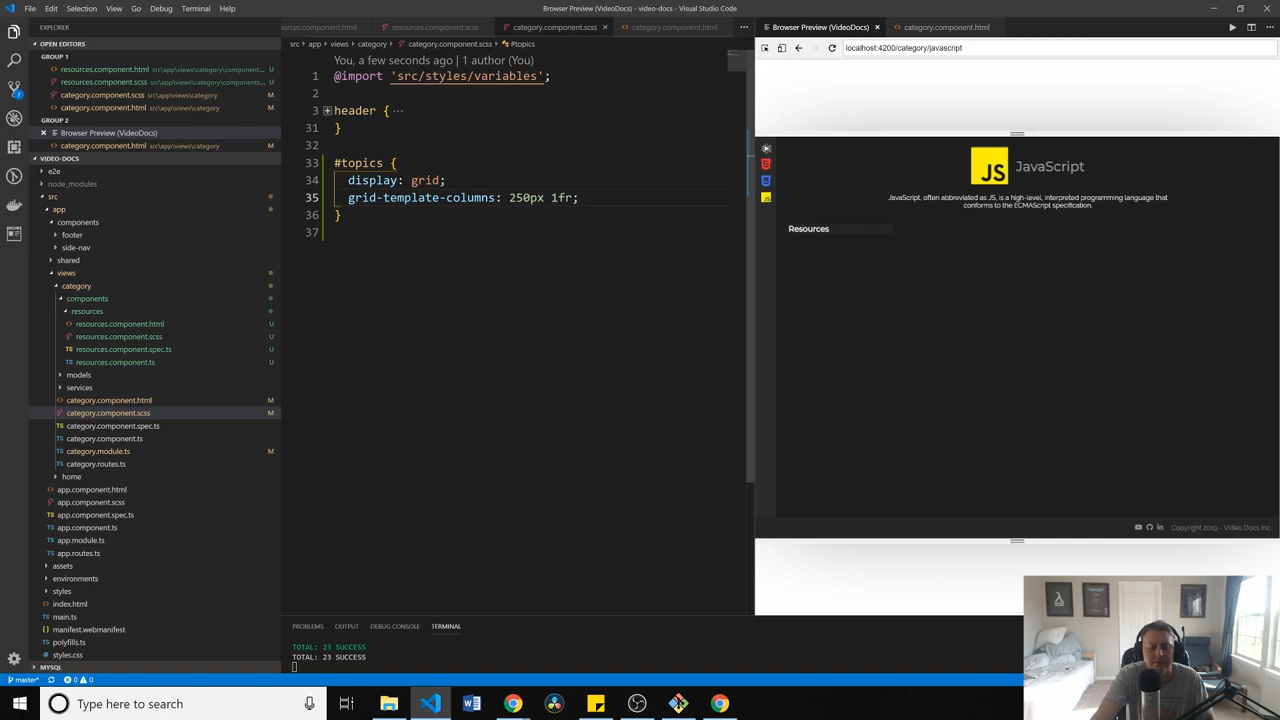 File Edit Selection View Go Debug Terminal Help
Browser Preview (VideoDocs) - video-docs - Visual Studio Code
EXPLORER
OPEN EDITORS
GROUP 1
resources.component.html src\app\views\category\component...
resources.component.scss src\app\views\category\components...
category.component.scss src\app\views\category M
category.component.html src\app\views\category M
GROUP 2
Browser Preview (VideoDocs)
category.component.html src\app\views\category M
VIDEO-DOCS
e2e
node_modules
src
app
components
footer
side-nav
shared
views
category
components
resources
resources.component.html U
resources.component.scss U
resources.component.spec.ts U
resources.component.ts U
models
services
category.component.html M
category.component.scss M
category.component.spec.ts
category.component.ts
category.module.ts M
category.routes.ts
home
app.component.html
app.component.scss
app.component.spec.ts
app.component.ts
app.module.ts
app.routes.ts
assets
environments
styles
index.html
main.ts
manifest.webmanifest
polyfills.ts
styles.css
MYSQL
ources.component.html resources.component.scss category.component.scss category.component.html
src app views category category.component.scss #topics
You, a few seconds ago | 1 author (You)
1 @import 'src/styles/variables';
2
3 header { ...
31 }
32
33 #topics {
34 display: grid;
35 grid-template-columns: 250px 1fr;
36 }
37
PROBLEMS OUTPUT DEBUG CONSOLE TERMINAL
TOTAL: 23 SUCCESS
TOTAL: 23 SUCCESS
Browser Preview (VideoDocs) category.component.html
localhost:4200/category/javascript
JS JavaScript
JavaScript, often abbreviated as JS, is a high-level, interpreted programming language that
conforms to the ECMAScript specification.
Resources
Copyright 2019 - Video Docs Inc.
master* 0 0
Type here to search